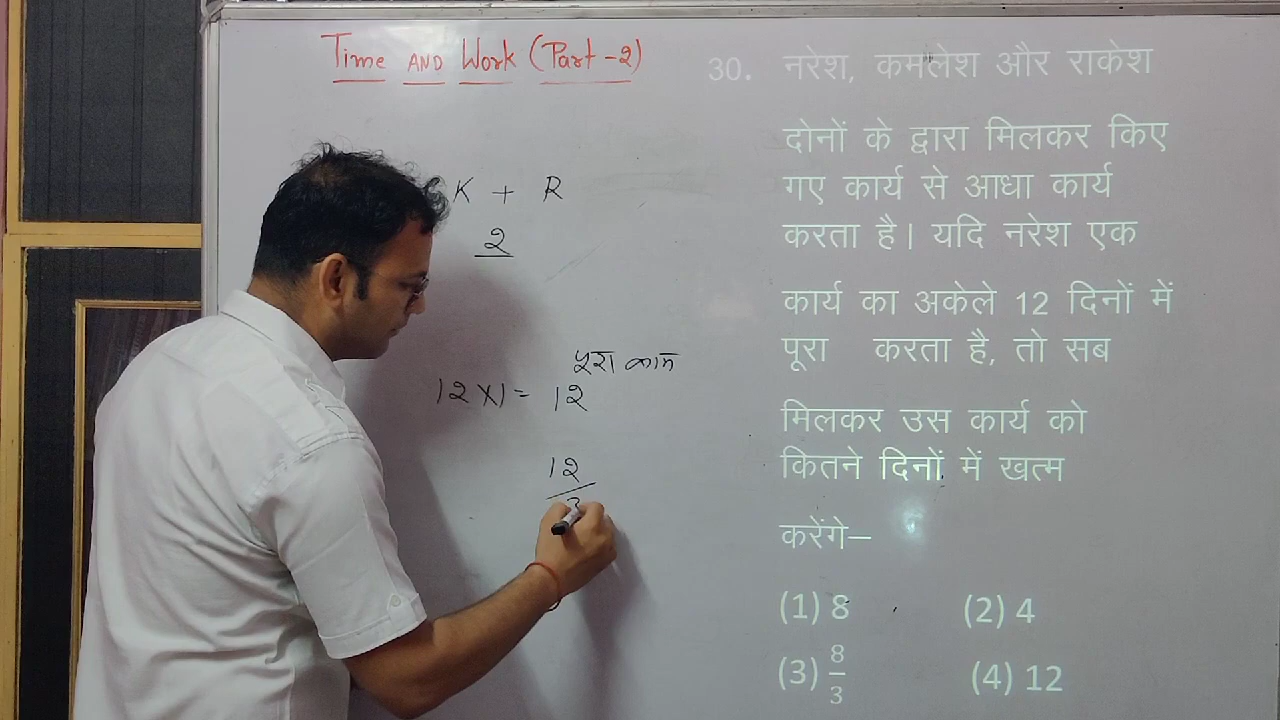 Time AND Work (Part-2)
K + R
2
पूरा काम
12 X 1 = 12
12
3
30. नरेश, कमलेश और राकेश
दोनों के द्वारा मिलकर किए
गए कार्य से आधा कार्य
करता है। यदि नरेश एक
कार्य का अकेले 12 दिनों में
पूरा करता है, तो सब
मिलकर उस कार्य को
कितने दिनों में खत्म
करेंगे–
(1) 8 (2) 4
(3) 8/3 (4) 12